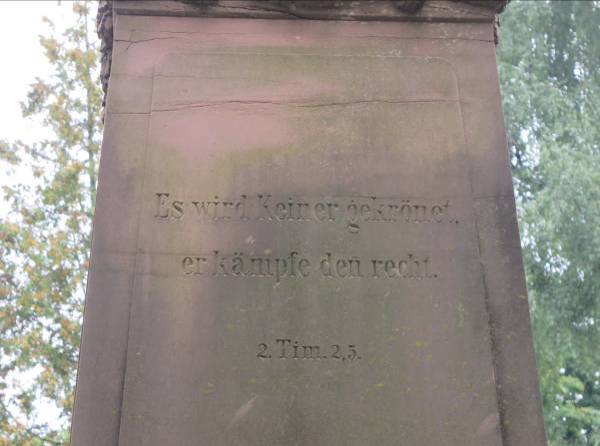 Es wird Keiner gekrönet,
er kämpfe den̄ recht.
2. Tim. 2,5.